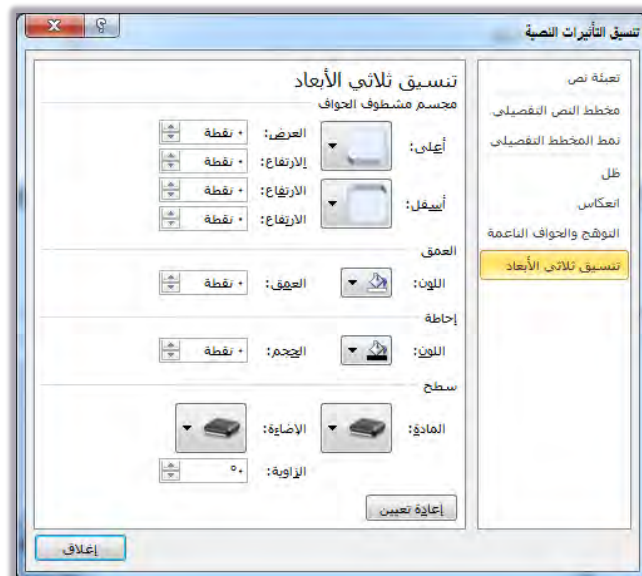 تنسيق التأثيرات النصية
تعبئة نص
مخطط النص التفصيلي
نمط المخطط التفصيلي
ظل
انعكاس
التوهج والحواف الناعمة
تنسيق ثلاثي الأبعاد
تنسيق ثلاثي الأبعاد
مجسم مشطوف الحواف
أعلى: العرض: ٠ نقطة
الارتفاع: ٠ نقطة
أسفل: الارتفاع: ٠ نقطة
الارتفاع: ٠ نقطة
العمق
اللون: العمق: ٠ نقطة
إحاطة
اللون: الحجم: ٠ نقطة
سطح
المادة: الإضاءة:
الزاوية: ٠°
إعادة تعيين
إغلاق